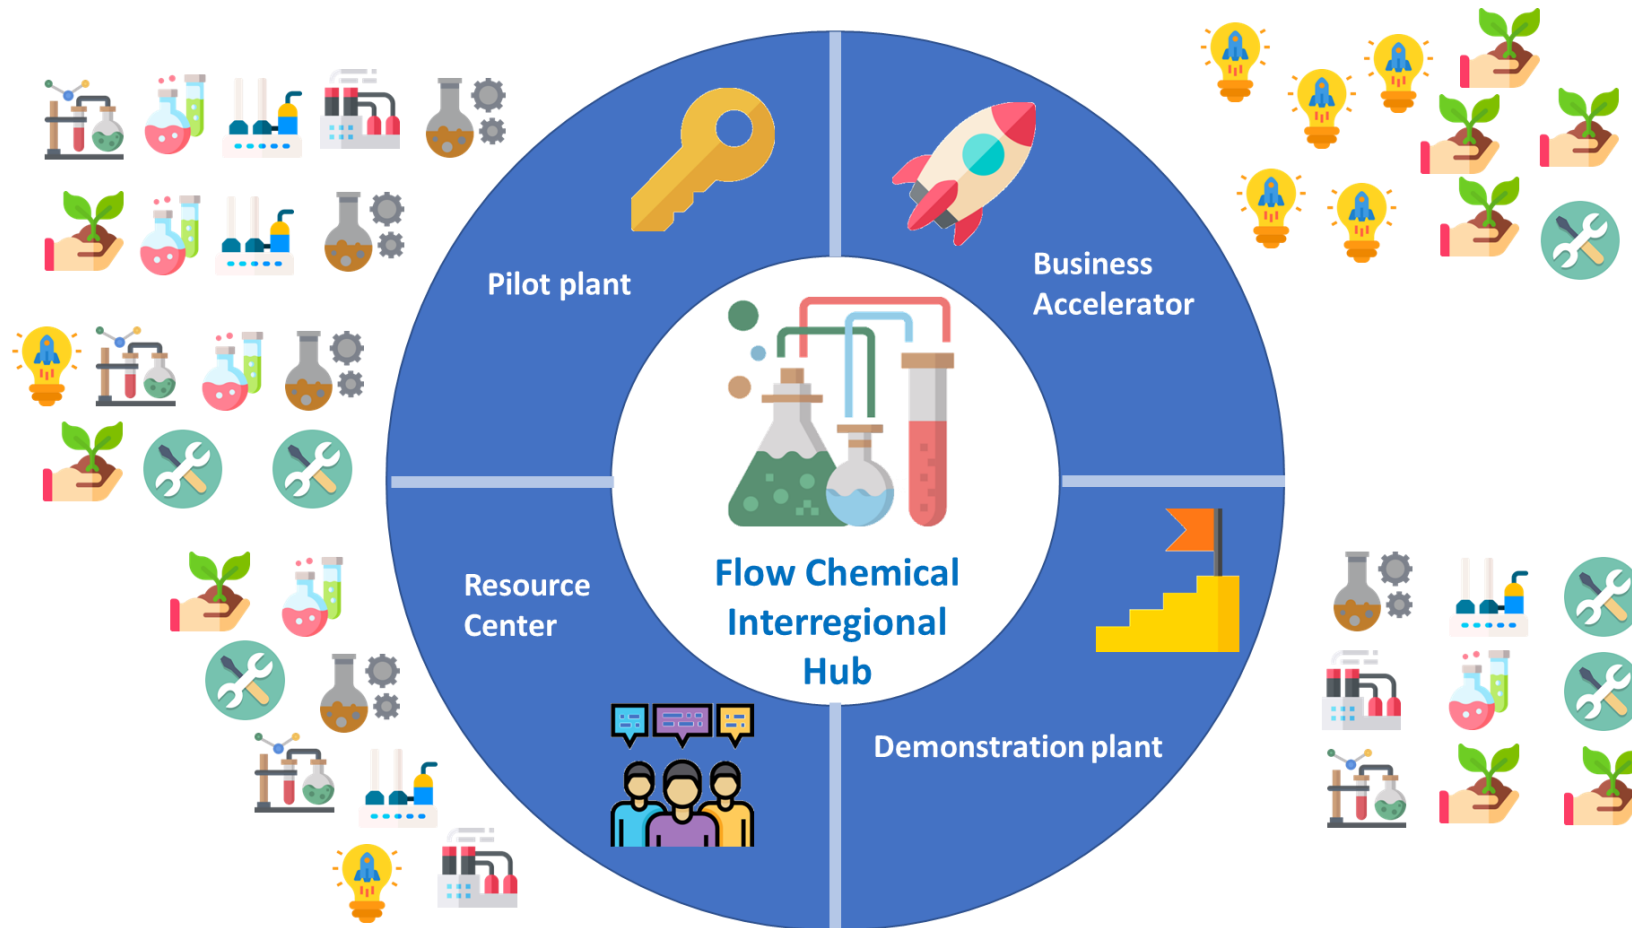 Pilot plant
Business
Accelerator
Flow Chemical
Interregional
Hub
Resource
Center
Demonstration plant